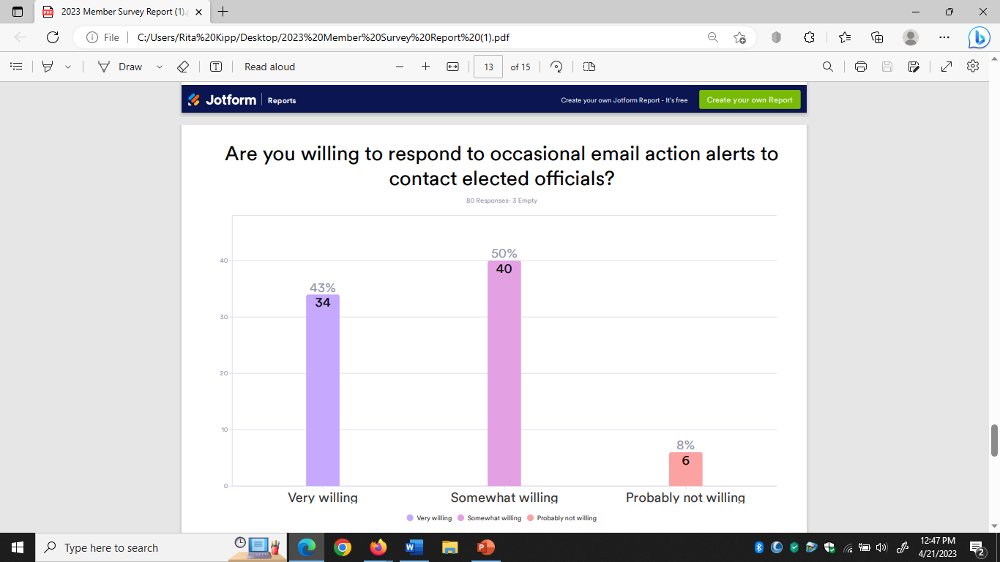 2023 Member Survey Report (1).p
File
C:/Users/Rita%20Kipp/Desktop/2023%20Member%20Survey%20Report%20(1).pdf
Draw
Read aloud
13 of 15
Jotform Reports
Create your own Jotform Report - It's free
Create your own Report
Are you willing to respond to occasional email action alerts to
contact elected officials?
80 Responses- 3 Empty
40
30
20
10
0
43%
34
50%
40
8%
6
Very willing
Somewhat willing
Probably not willing
Very willing Somewhat willing Probably not willing
Type here to search
12:47 PM
4/21/2023
2